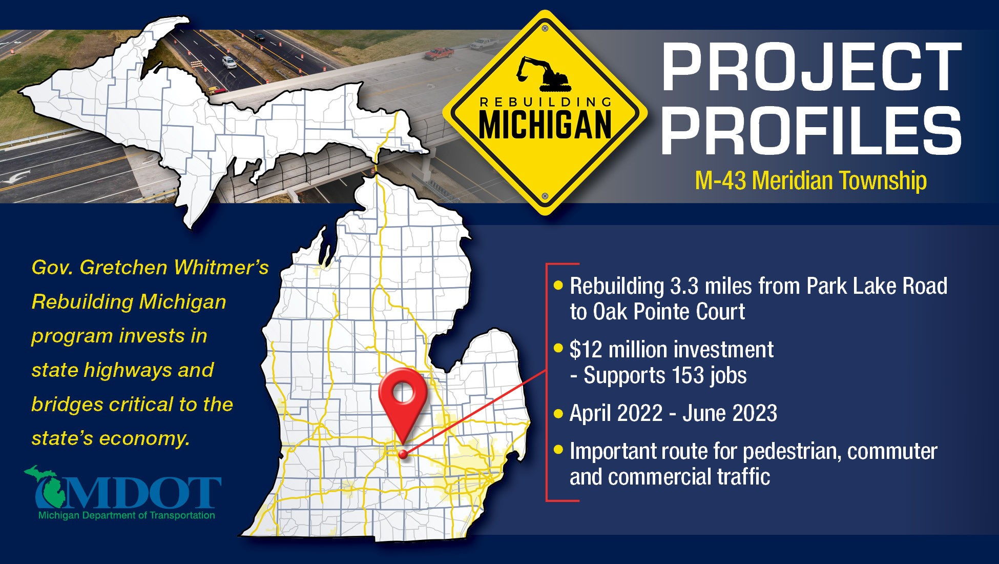 REBUILDING
MICHIGAN
PROJECT
PROFILES
M-43 Meridian Township
Gov. Gretchen Whitmer's
Rebuilding Michigan
program invests in
state highways and
bridges critical to the
state's economy.
MDOT
Michigan Department of Transportation
• Rebuilding 3.3 miles from Park Lake Road
to Oak Pointe Court
• $12 million investment
- Supports 153 jobs
• April 2022 - June 2023
• Important route for pedestrian, commuter
and commercial traffic